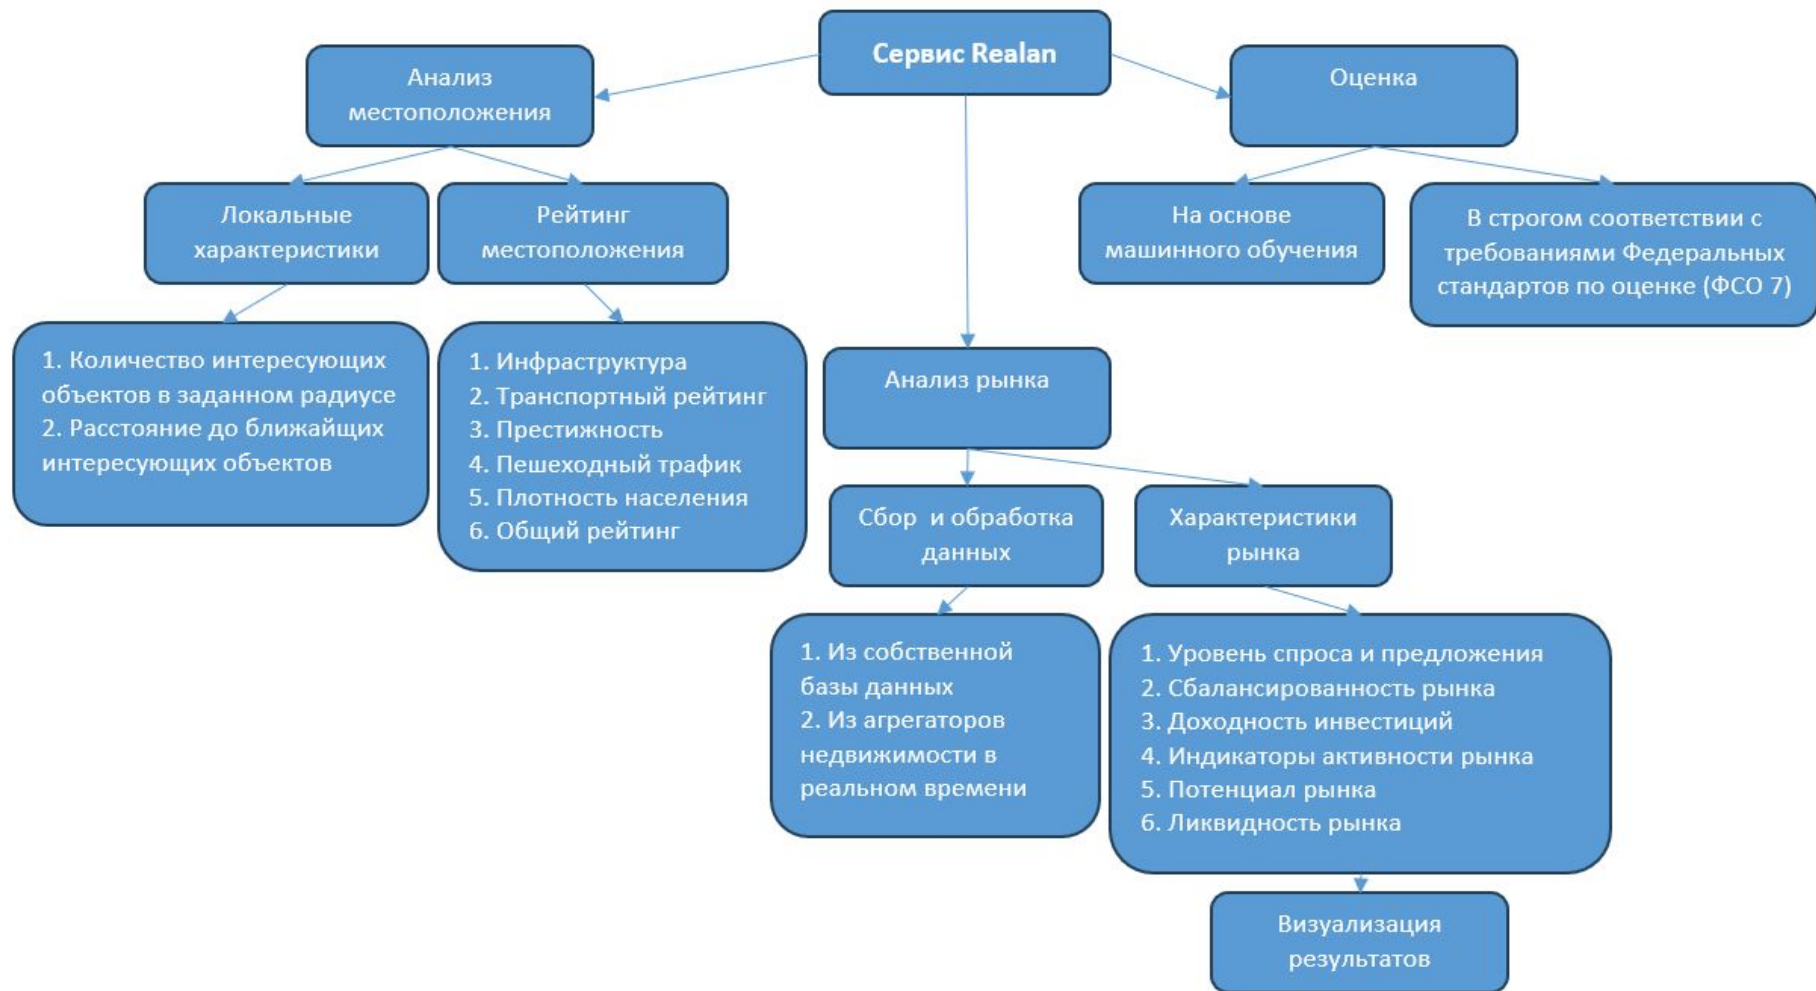 Сервис Realan
Анализ
местоположения
Оценка
Локальные
характеристики
Рейтинг
местоположения
На основе
машинного обучения
В строгом соответствии с
требованиями Федеральных
стандартов по оценке (ФСО 7)
1. Количество интересующих
объектов в заданном радиусе
2. Расстояние до ближайщих
интересующих объектов
1. Инфраструктура
2. Транспортный рейтинг
3. Престижность
4. Пешеходный трафик
5. Плотность населения
6. Общий рейтинг
Анализ рынка
Сбор и обработка
данных
Характеристики
рынка
1. Из собственной
базы данных
2. Из агрегаторов
недвижимости в
реальном времени
1. Уровень спроса и предложения
2. Сбалансированность рынка
3. Доходность инвестиций
4. Индикаторы активности рынка
5. Потенциал рынка
6. Ликвидность рынка
Визуализация
результатов